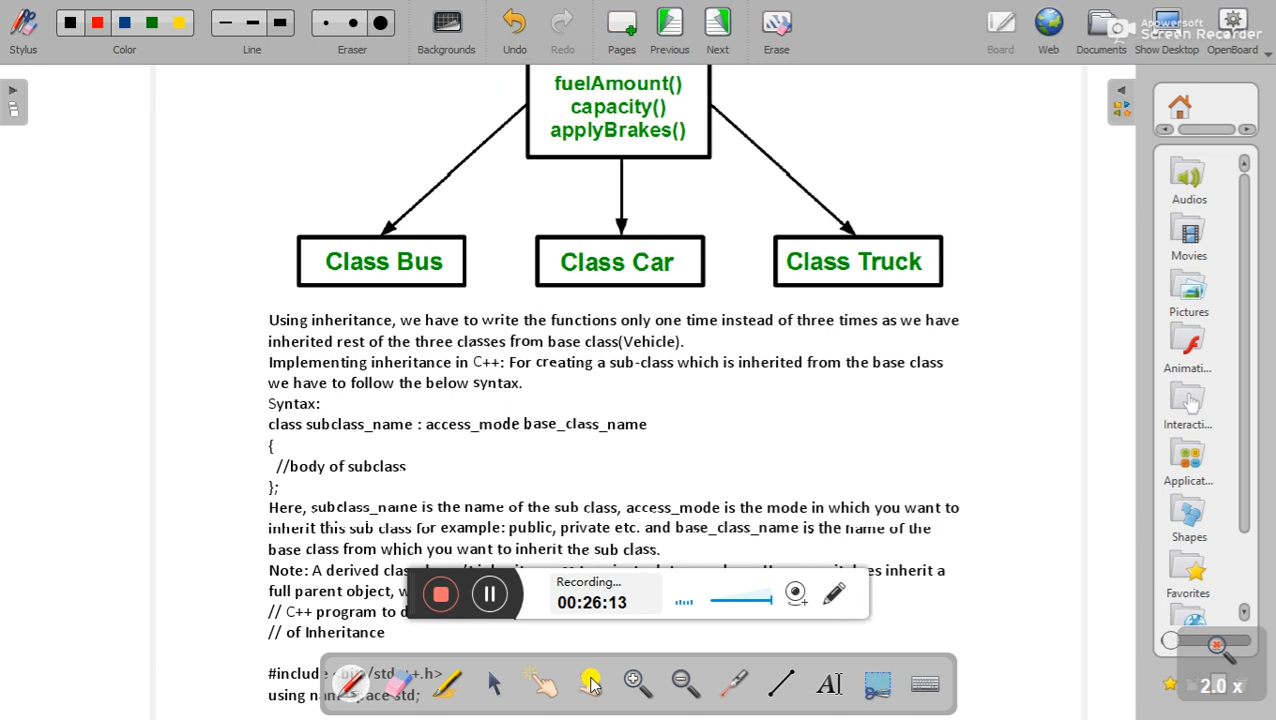 Stylus Color Line Eraser Backgrounds Undo Redo Pages Previous Next Erase Board Web Documents Show Desktop OpenBoard
Apowersoft
Screen Recorder
fuelAmount()
capacity()
applyBrakes()
Class Bus Class Car Class Truck
Using inheritance, we have to write the functions only one time instead of three times as we have
inherited rest of the three classes from base class(Vehicle).
Implementing inheritance in C++: For creating a sub-class which is inherited from the base class
we have to follow the below syntax.
Syntax:
class subclass_name : access_mode base_class_name
{
//body of subclass
};
Here, subclass_name is the name of the sub class, access_mode is the mode in which you want to
inherit this sub class for example: public, private etc. and base_class_name is the name of the
base class from which you want to inherit the sub class.
Note: A derived inherit a
full parent object,
// C++ program to
// of Inheritance
#include
using
Recording...
00:26:13
Audios
Movies
Pictures
Animati...
Interacti...
Applicat...
Shapes
Favorites
2.0 x